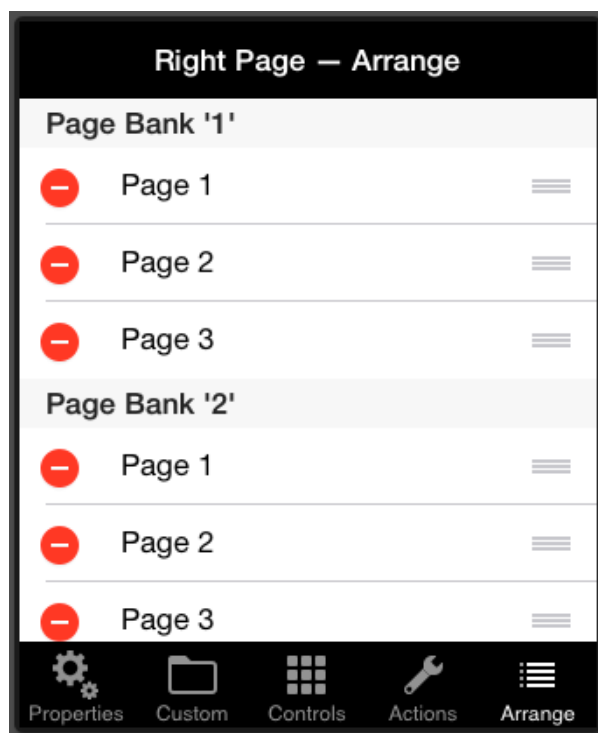 Right Page — Arrange
Page Bank '1'
Page 1
Page 2
Page 3
Page Bank '2'
Page 1
Page 2
Page 3
Properties Custom Controls Actions Arrange